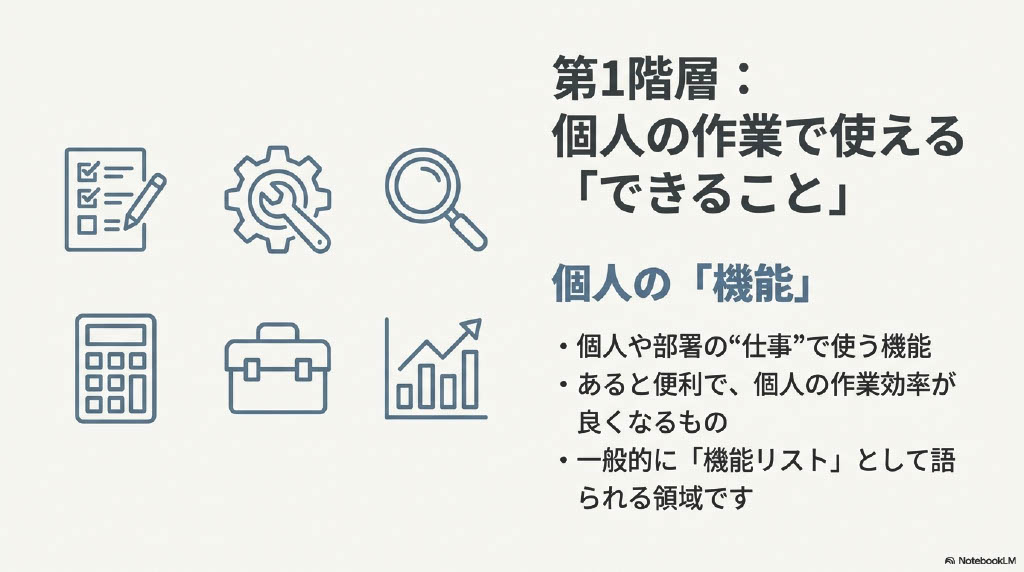 第1階層：
個人の作業で使える
「できること」
個人の「機能」
・個人や部署の“仕事”で使う機能
・あると便利で、個人の作業効率が
良くなるもの
・一般的に「機能リスト」として語
られる領域です
NotebookLM